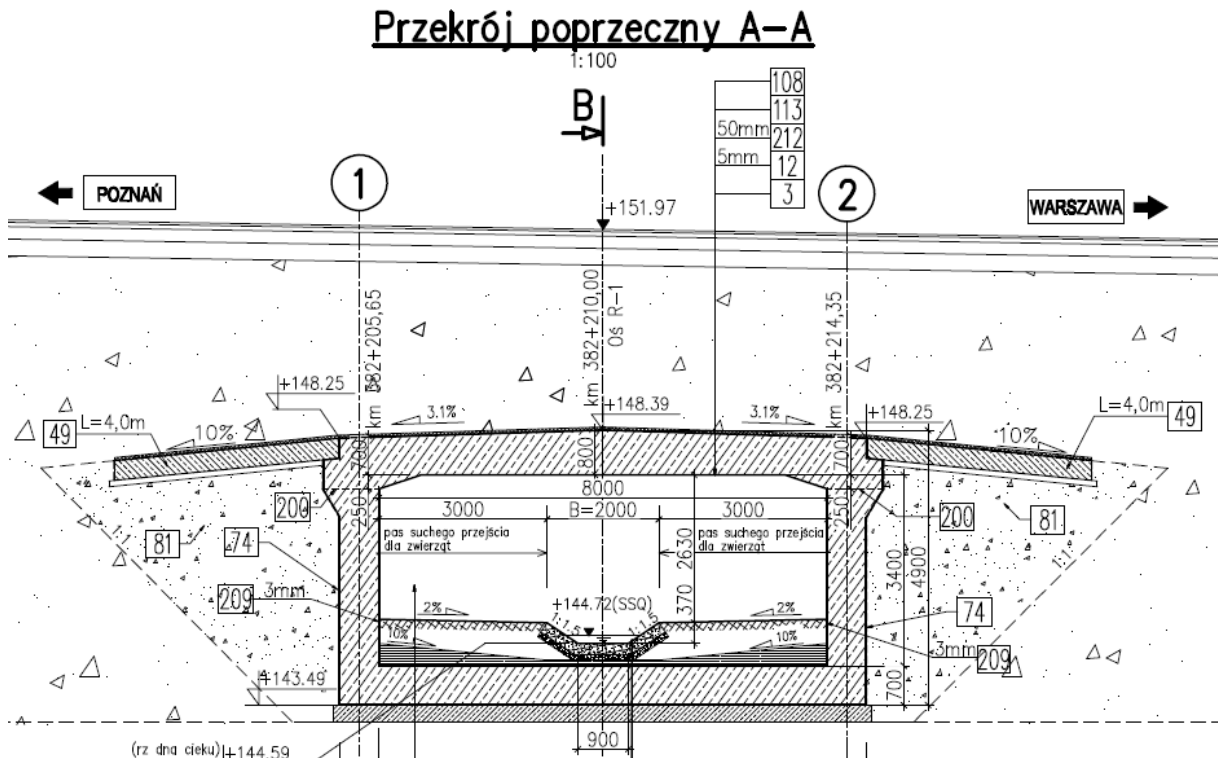 Przekrój poprzeczny A–A
1:100
B
108
113
50mm 212
5mm 12
3
1
2
POZNAŃ
WARSZAWA
+151.97
km 382+205,65
km 382+210,00
Oś R-1
km 382+214,35
+148.25
+148.39
+148.25
49
L=4,0m
10%
3.1%
3.1%
10%
L=4,0m
49
700
800
700
250
8000
250
200
200
3000
B=2000
3000
pas suchego przejścia
dla zwierząt
pas suchego przejścia
dla zwierząt
2630
370
3400
4900
700
81
74
1:1
81
1:1
74
209
3mm
2%
+144.72(SSQ)
2%
1:1.5
1:1.5
10%
10%
3mm
209
+143.49
900
(rz dna cieku)
+144.59